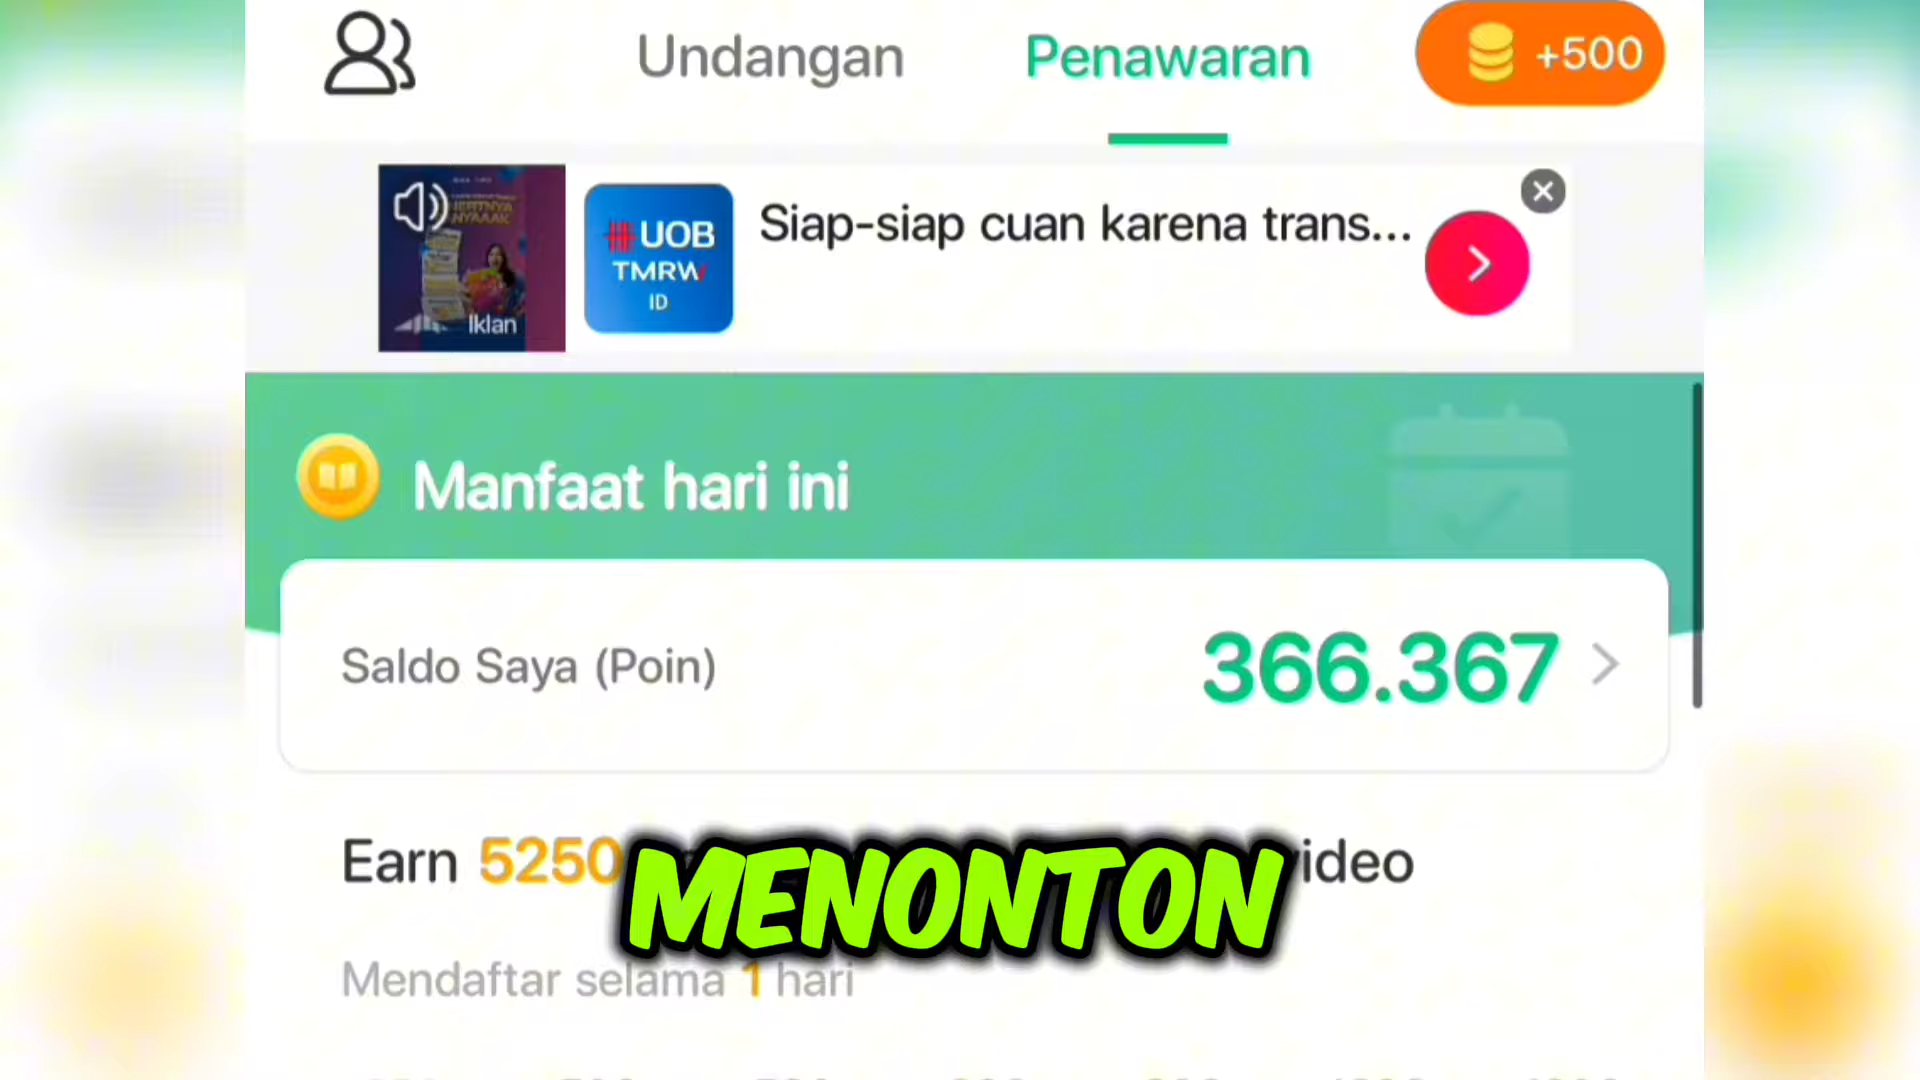 Undangan
Penawaran
+500
Iklan
UOB
TMRW
ID
Siap-siap cuan karena trans...
Manfaat hari ini
Saldo Saya (Poin)
366.367
Earn 5250
MENONTON
Mendaftar selama 1 hari